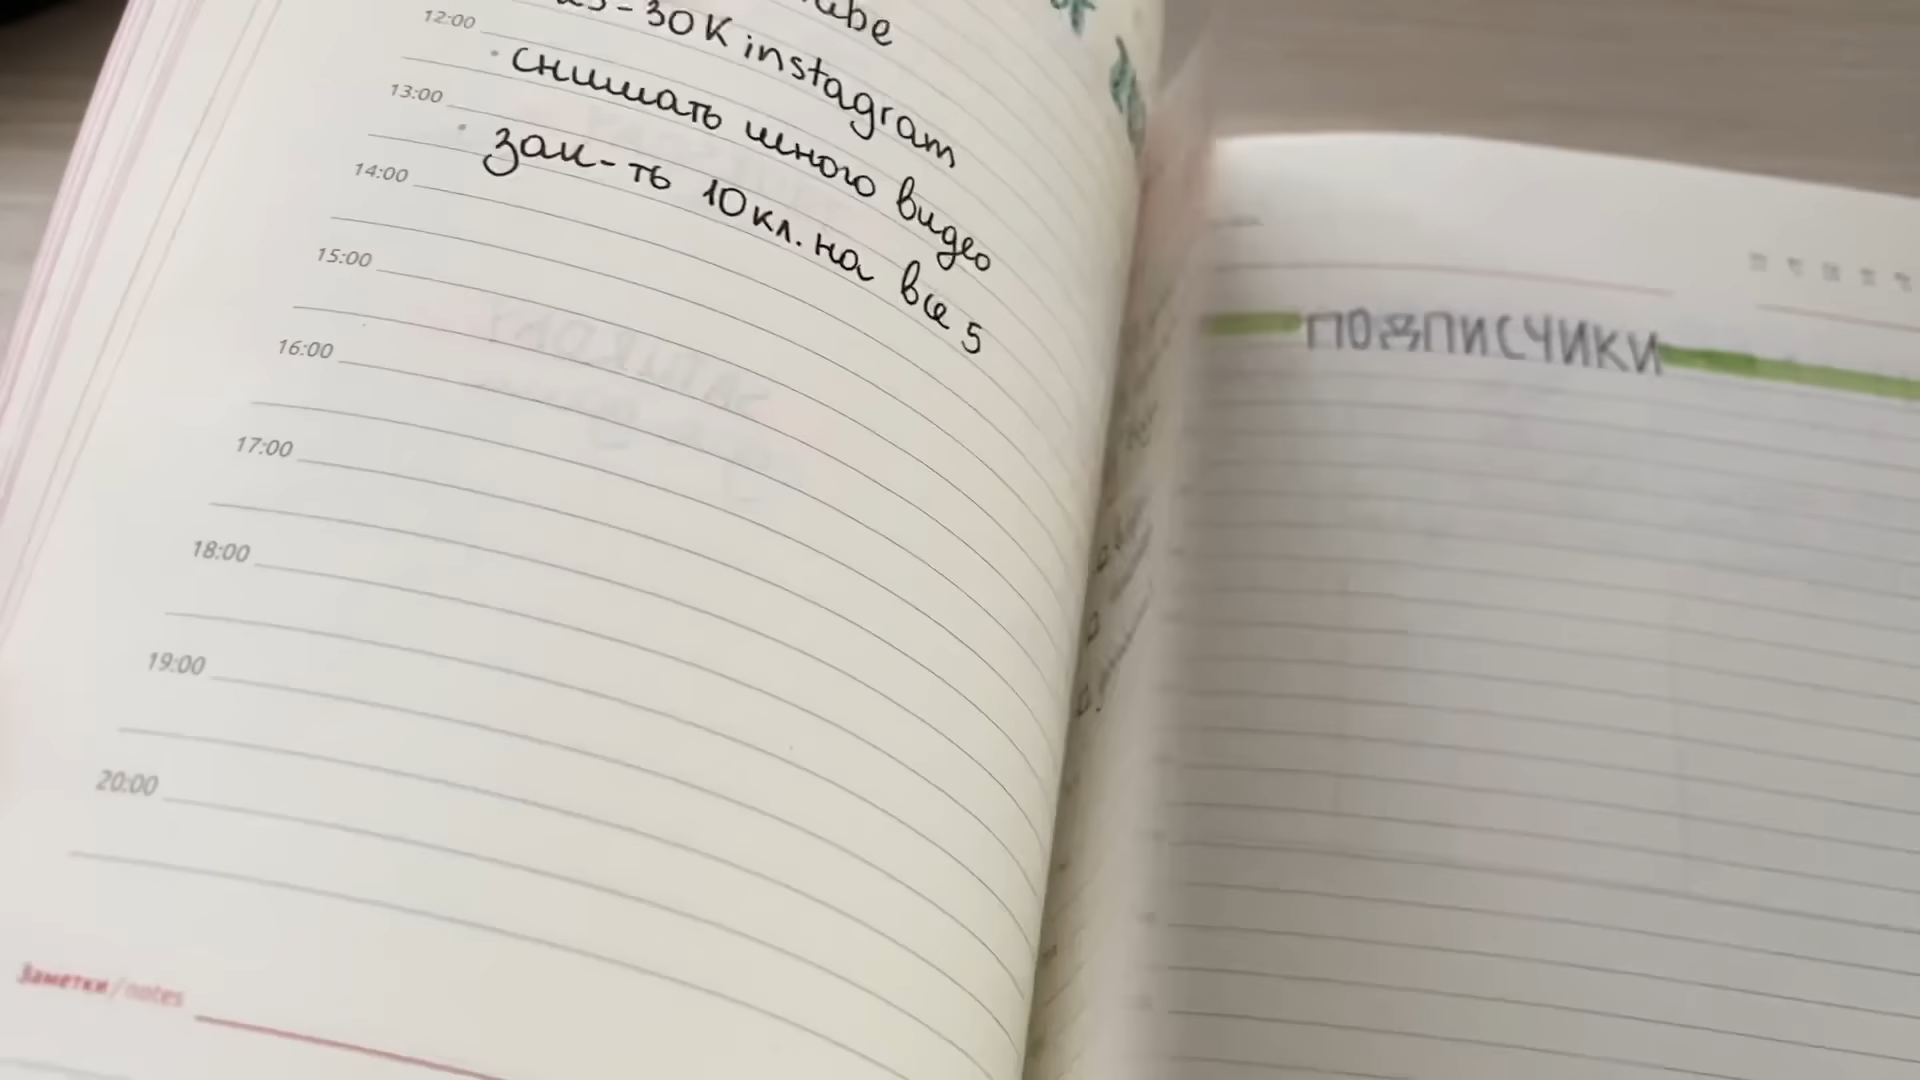 12:00
30K instagram
• снимать много видео
13:00
• зак-ть 10кл. на все 5
14:00
15:00
16:00
17:00
18:00
19:00
20:00
Заметки/notes
ПОДПИСЧИКИ